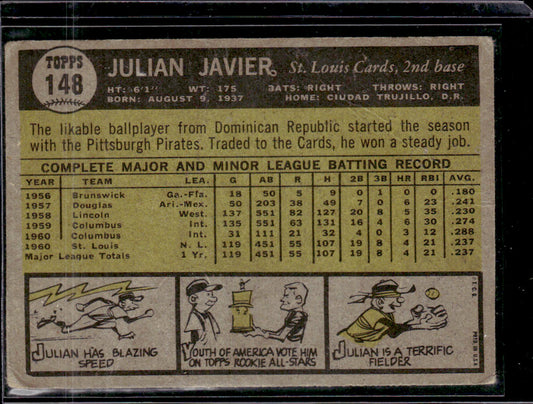 TOPPS
148
JULIAN JAVIER St. Louis Cards, 2nd base
HT: 6'1" WT: 175 BATS: RIGHT THROWS: RIGHT
BORN: AUGUST 9, 1937 HOME: CIUDAD TRUJILLO, D.R.
The likable ballplayer from Dominican Republic started the season
with the Pittsburgh Pirates. Traded to the Cards, he won a steady job.
COMPLETE MAJOR AND MINOR LEAGUE BATTING RECORD
YEAR TEAM LEA. G AB R H 2B 3B HR RBI AVG.
1956 Brunswick Ga.-Fla. 18 50 5 9 0 0 0 0 .180
1957 Douglas Ari.-Mex. 50 203 38 49 7 0 6 23 .241
1958 Lincoln West. 137 551 82 127 20 8 5 35 .230
1959 Columbus Int. 135 551 63 131 16 3 1 30 .274
1960 Columbus Int. 31 111 11 32 4 0 0 12 .288
1960 St. Louis N. L. 119 451 55 107 19 8 4 21 .237
Major League Totals 1 Yr. 119 451 55 107 19 8 4 21 .237
JULIAN HAS BLAZING
SPEED
YOUTH OF AMERICA VOTE HIM
ON TOPPS ROOKIE ALL-STARS
JULIAN IS A TERRIFIC
FIELDER